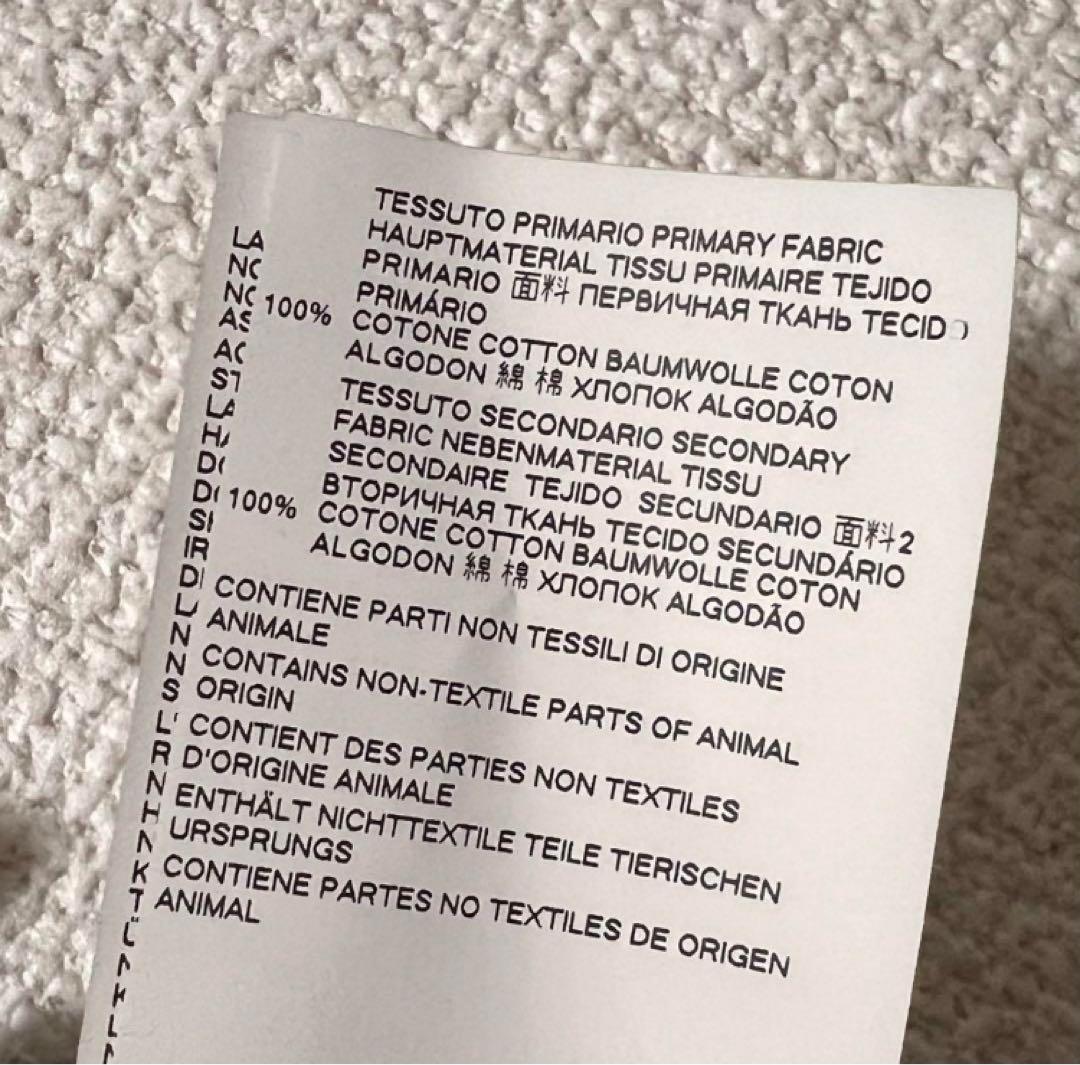 TESSUTO PRIMARIO PRIMARY FABRIC
HAUPTMATERIAL TISSU PRIMAIRE TEJIDO
PRIMARIO 面料 ПЕРВИЧНАЯ ТКАНЬ TECIDO
PRIMÁRIO
100% COTONE COTTON BAUMWOLLE COTON
ALGODON 綿 棉 ХЛОПОК ALGODÃO
TESSUTO SECONDARIO SECONDARY
FABRIC NEBENMATERIAL TISSU
SECONDAIRE TEJIDO SECUNDARIO 面料2
ВТОРИЧНАЯ ТКАНЬ TECIDO SECUNDÁRIO
100% COTONE COTTON BAUMWOLLE COTON
ALGODON 綿 棉 ХЛОПОК ALGODÃO
CONTIENE PARTI NON TESSILI DI ORIGINE
ANIMALE
CONTAINS NON-TEXTILE PARTS OF ANIMAL
ORIGIN
CONTIENT DES PARTIES NON TEXTILES
D'ORIGINE ANIMALE
ENTHÄLT NICHTTEXTILE TEILE TIERISCHEN
URSPRUNGS
CONTIENE PARTES NO TEXTILES DE ORIGEN
ANIMAL